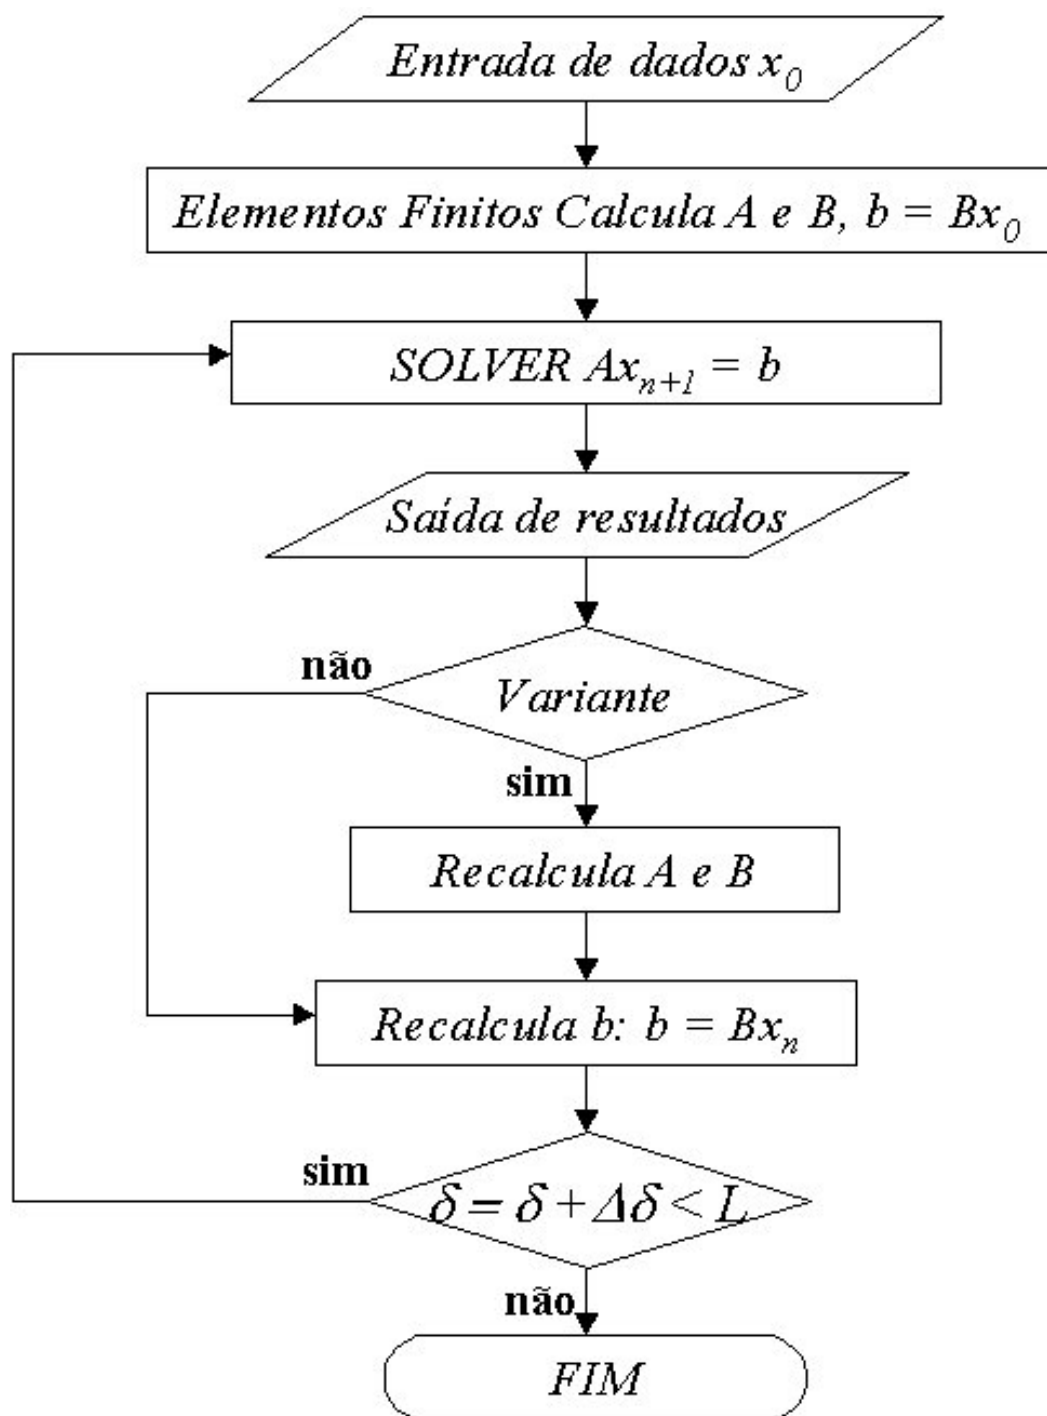 Entrada de dados x₀
Elementos Finitos Calcula A e B, b = Bx₀
SOLVER Axₙ₊₁ = b
Saída de resultados
não
Variante
sim
Recalcula A e B
Recalcula b: b = Bxₙ
sim
δ = δ + Δδ < L
não
FIM